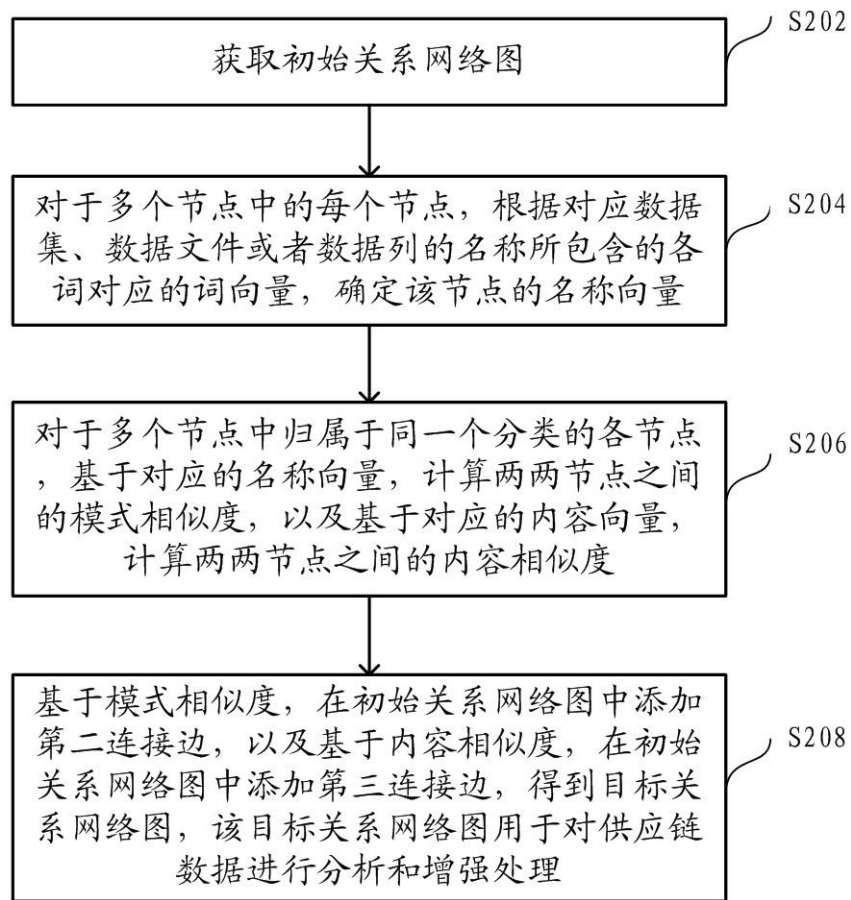 获取初始关系网络图
S202
对于多个节点中的每个节点，根据对应数据
集、数据文件或者数据列的名称所包含的各
词对应的词向量，确定该节点的名称向量
S204
对于多个节点中归属于同一个分类的各节点
，基于对应的名称向量，计算两两节点之间
的模式相似度，以及基于对应的内容向量，
计算两两节点之间的内容相似度
S206
基于模式相似度，在初始关系网络图中添加
第二连接边，以及基于内容相似度，在初始
关系网络图中添加第三连接边，得到目标关
系网络图，该目标关系网络图用于对供应链
数据进行分析和增强处理
S208